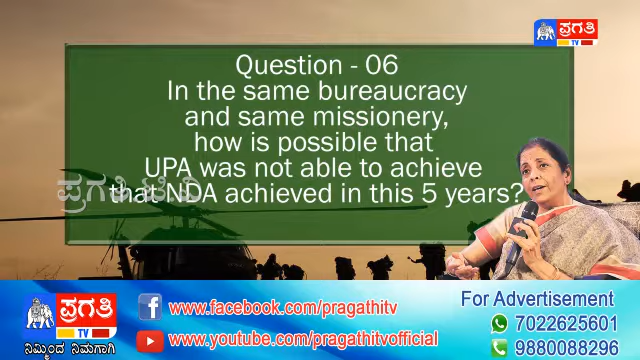 ಪ್ರಗತಿ
TV
Question - 06
In the same bureaucracy
and same missionery,
how is possible that
UPA was not able to achieve
that NDA achieved in this 5 years?
ಪ್ರಗತಿ ಟಿವಿ
ಪ್ರಗತಿ
TV
ನಿಮ್ಮಿಂದ ನಿಮಗಾಗಿ
www.facebook.com/pragathitv
www.youtube.com/pragathitvofficial
For Advertisement
7022625601
9880088296